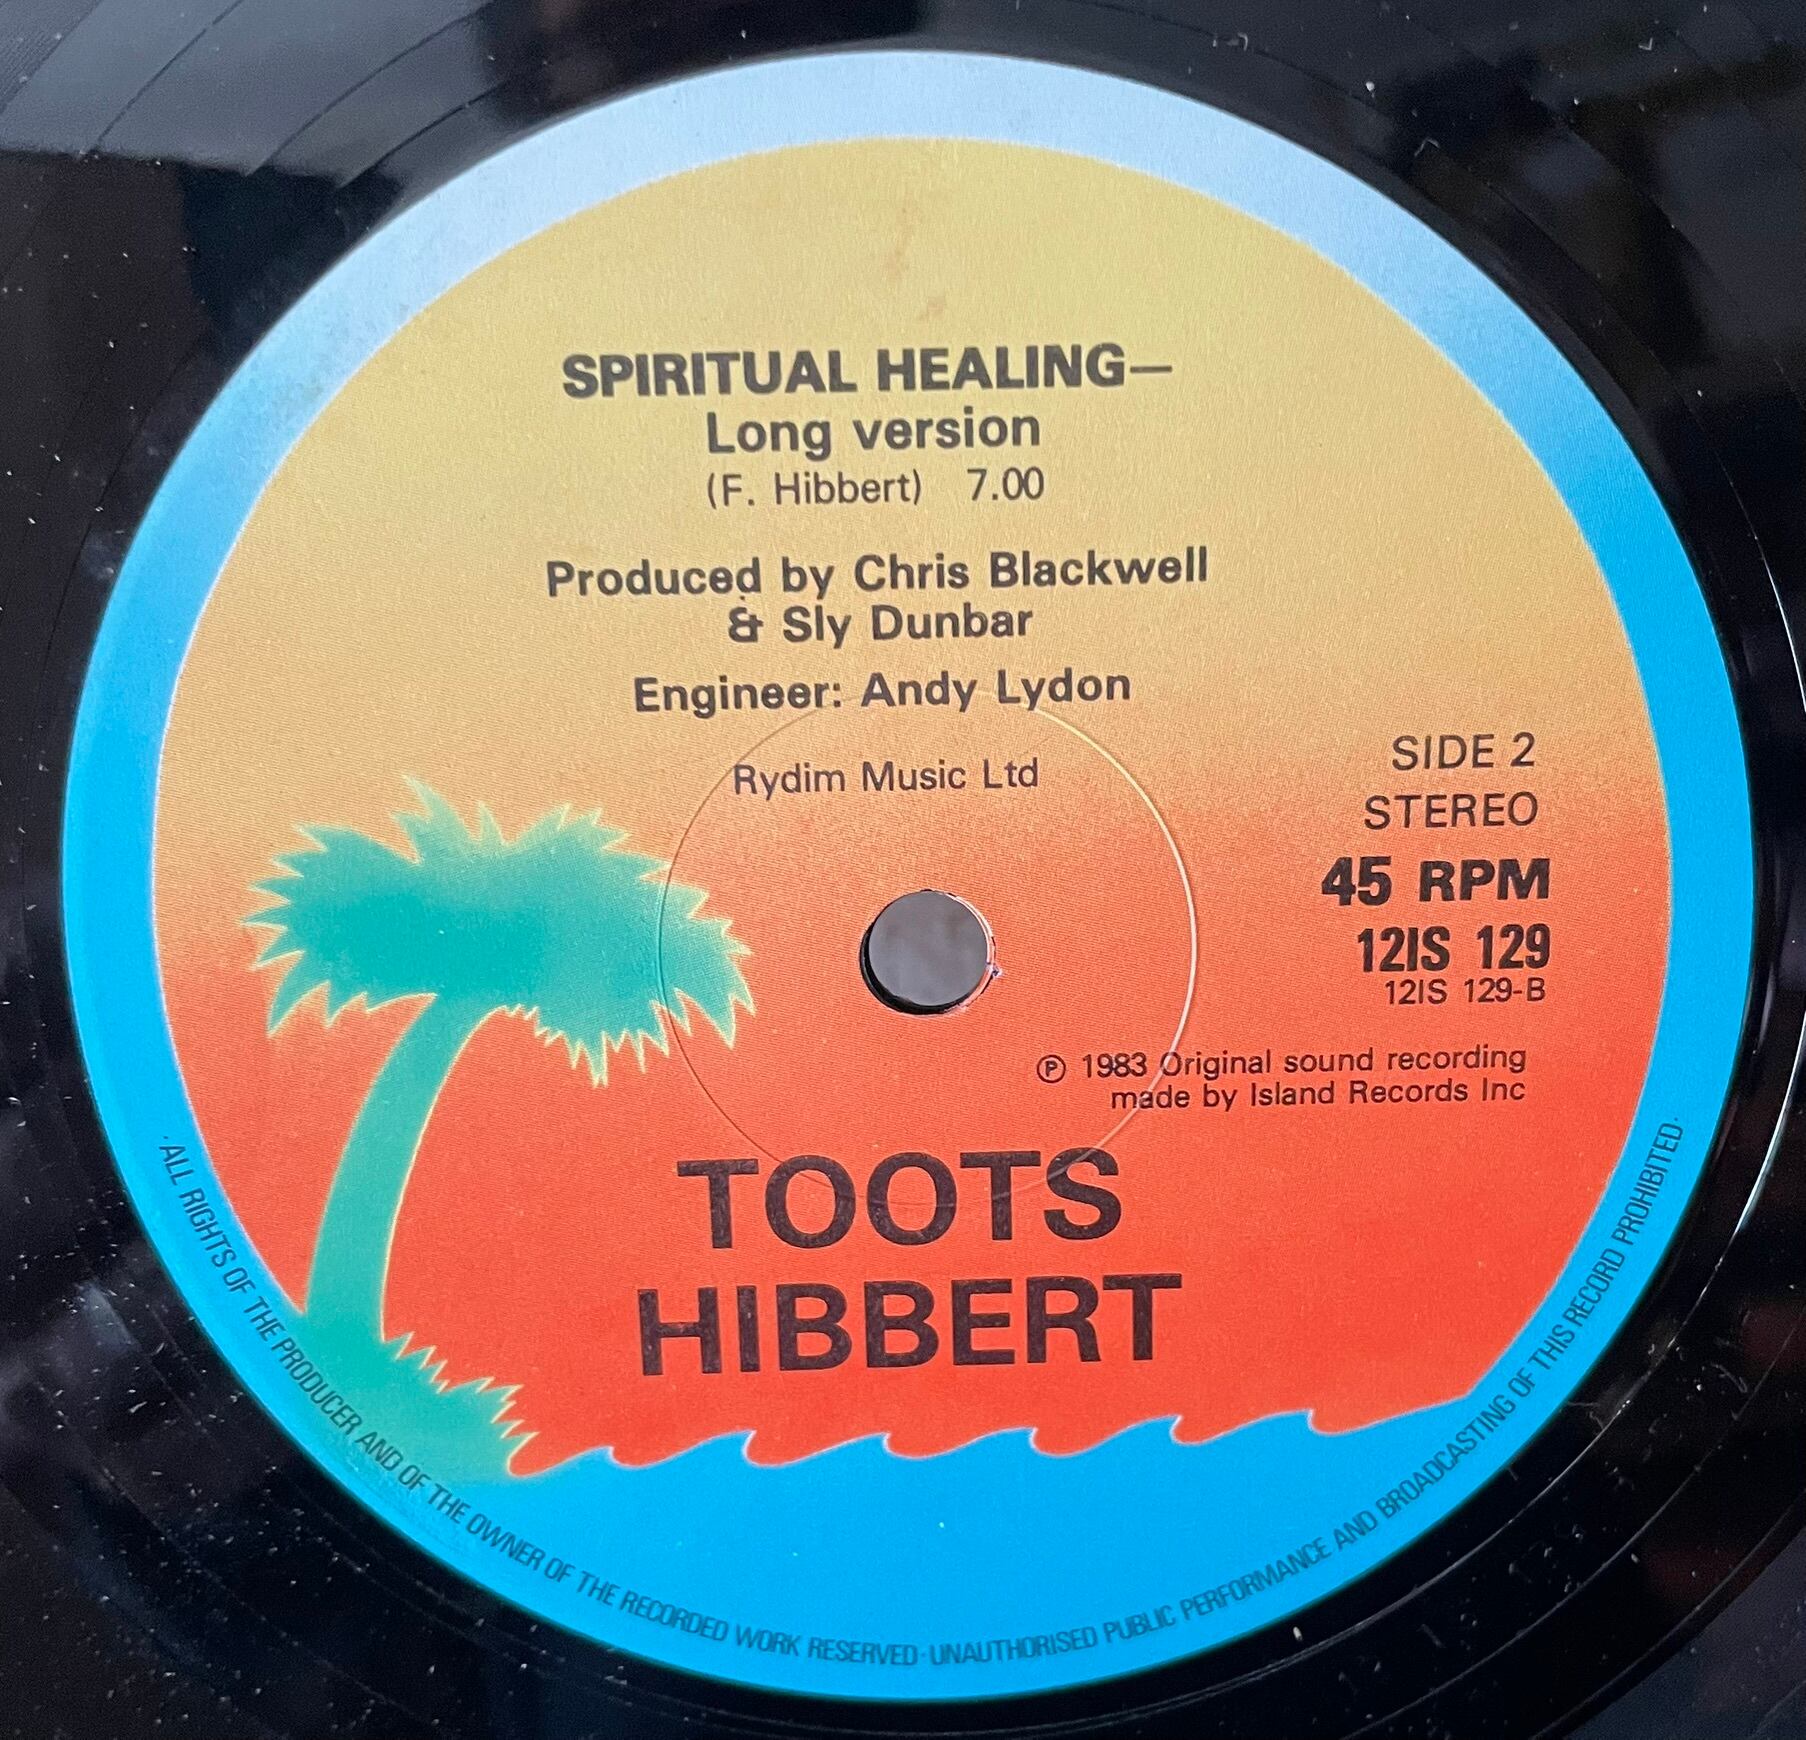 SPIRITUAL HEALING—
Long version
(F. Hibbert) 7.00
Produced by Chris Blackwell
& Sly Dunbar
Engineer: Andy Lydon
Rydim Music Ltd
SIDE 2
STEREO
45 RPM
12IS 129
12IS 129-B
℗ 1983 Original sound recording
made by Island Records Inc
TOOTS
HIBBERT
·ALL RIGHTS OF THE PRODUCER AND OF THE OWNER OF THE RECORDED WORK RESERVED·UNAUTHORISED PUBLIC PERFORMANCE AND BROADCASTING OF THIS RECORD PROHIBITED·